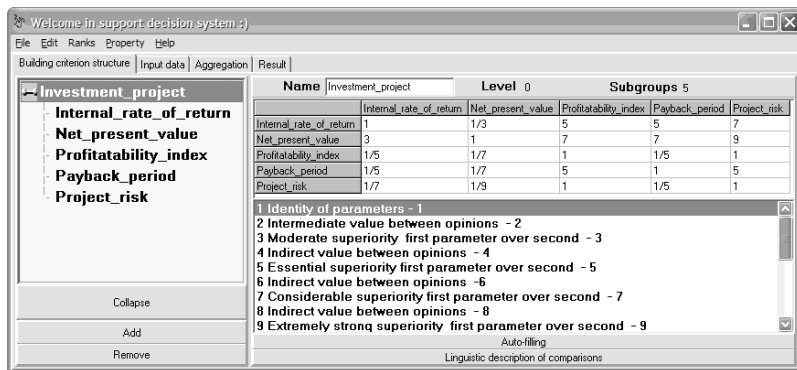 Welcome in support decision system :)
File Edit Ranks Property Help
Building criterion structure Input data Aggregation Result
Investment_project
Internal_rate_of_return
Net_present_value
Profitatability_index
Payback_period
Project_risk
Collapse
Add
Remove
Name Investment_project Level 0 Subgroups 5
Internal_rate_of_return Net_present_value Profitatability_index Payback_period Project_risk
Internal_rate_of_return 1 1/3 5 5 7
Net_present_value 3 1 7 7 9
Profitatability_index 1/5 1/7 1 1/5 1
Payback_period 1/5 1/7 5 1 5
Project_risk 1/7 1/9 1 1/5 1
1 Identity of parameters - 1
2 Intermediate value between opinions - 2
3 Moderate superiority first parameter over second - 3
4 Indirect value between opinions - 4
5 Essential superiority first parameter over second - 5
6 Indirect value between opinions -6
7 Considerable superiority first parameter over second - 7
8 Indirect value between opinions - 8
9 Extremely strong superiority first parameter over second - 9
Auto-filling
Linguistic description of comparisons